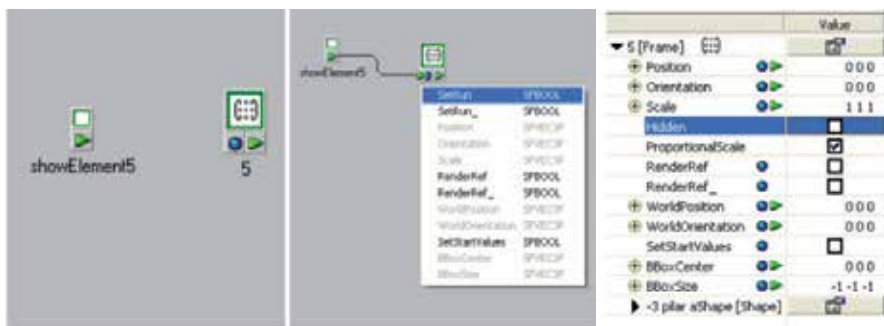 showElement5
5
showElement5
SetRun SFBOOL
SetRun_ SFBOOL
Position SFVEC3F
Orientation SFVEC3F
Scale SFVEC3F
RenderRef SFBOOL
RenderRef_ SFBOOL
WorldPosition SFVEC3F
WorldOrientation SFVEC3F
SetStartValues SFBOOL
BBoxCenter SFVEC3F
BBoxSize SFVEC3F
Value
5 [Frame]
Position 0 0 0
Orientation 0 0 0
Scale 1 1 1
Hidden
ProportionalScale
RenderRef
RenderRef_
WorldPosition 0 0 0
WorldOrientation 0 0 0
SetStartValues
BBoxCenter 0 0 0
BBoxSize -1 -1 -1
-3 pilar aShape [Shape]